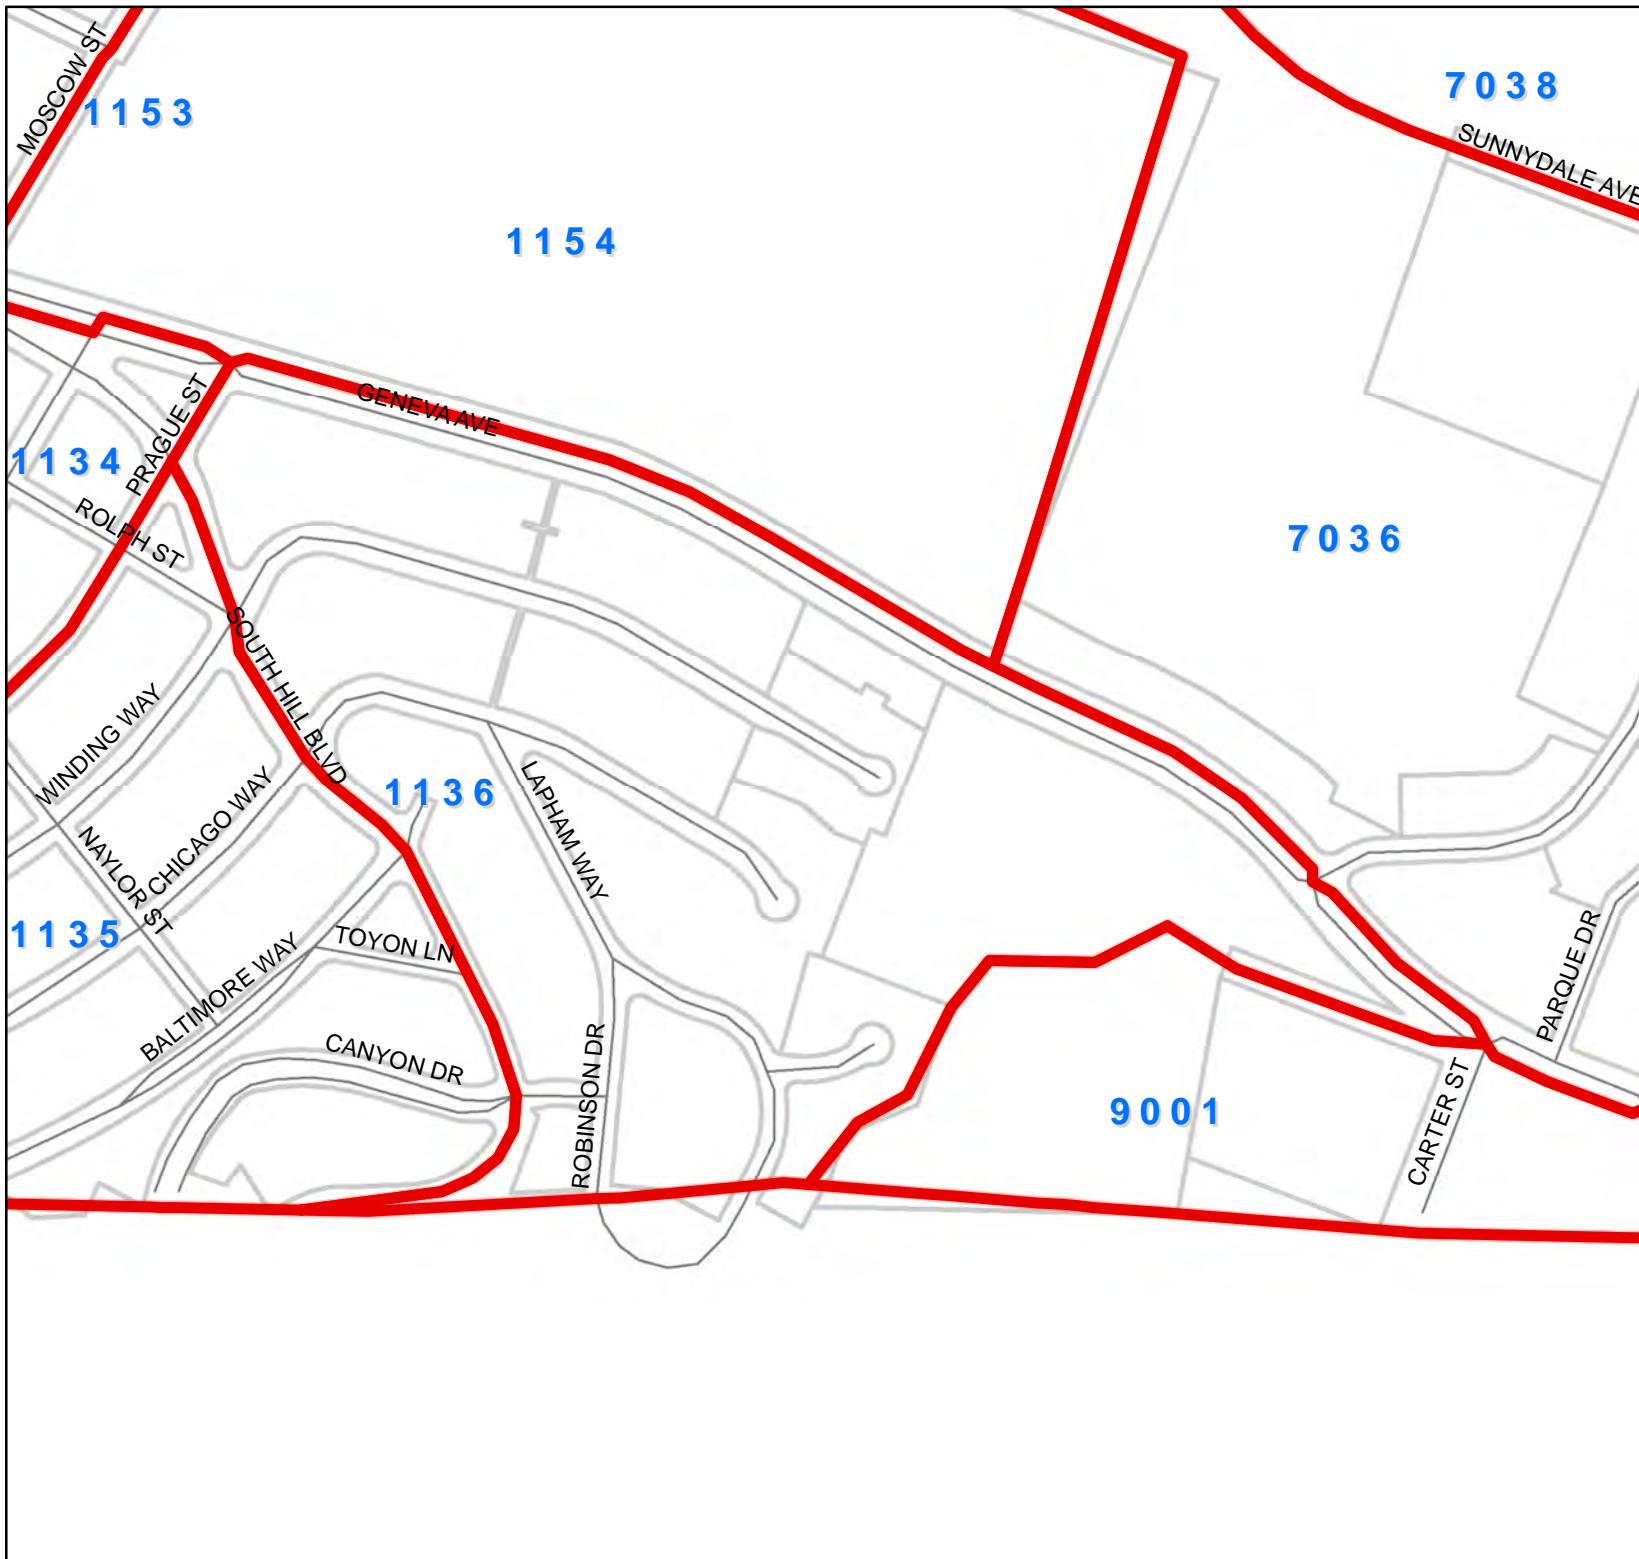 MOSCOW ST
1153
7038
SUNNYDALE AVE
1154
GENEVA AVE
PRAGUE ST
1134
ROLPH ST
7036
SOUTH HILL BLVD
WINDING WAY
CHICAGO WAY
1136
LAPHAM WAY
NAYLOR ST
1135
TOYON LN
BALTIMORE WAY
PARQUE DR
CANYON DR
ROBINSON DR
9001
CARTER ST